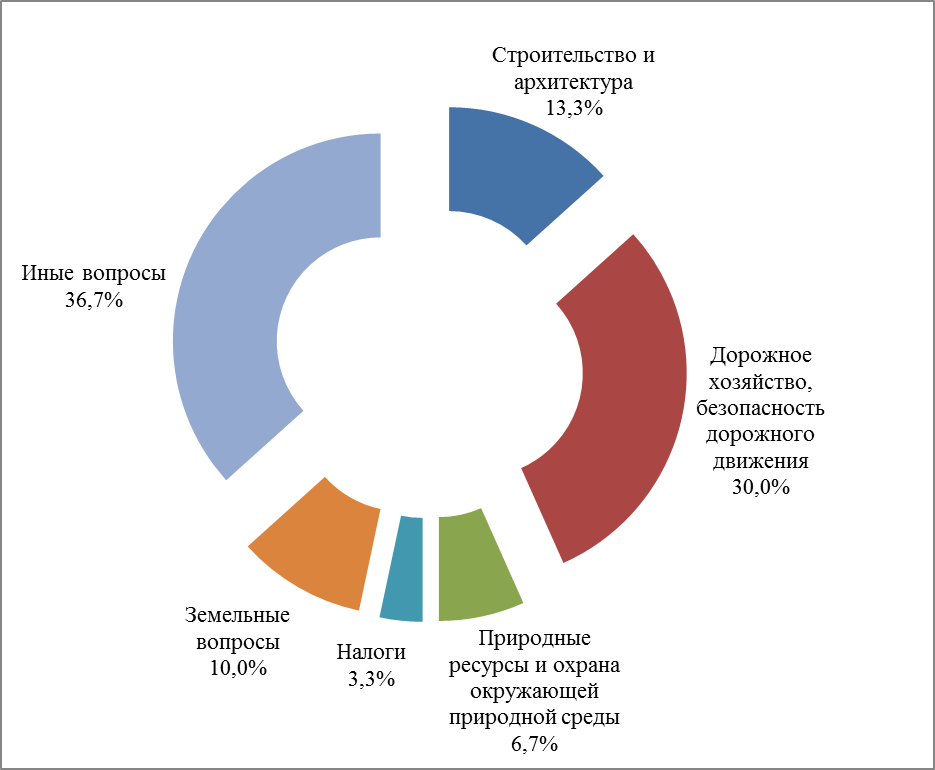 Строительство и
архитектура
13,3%
Дорожное
хозяйство,
безопасность
дорожного
движения
30,0%
Природные
ресурсы и охрана
окружающей
природной среды
6,7%
Налоги
3,3%
Земельные
вопросы
10,0%
Иные вопросы
36,7%